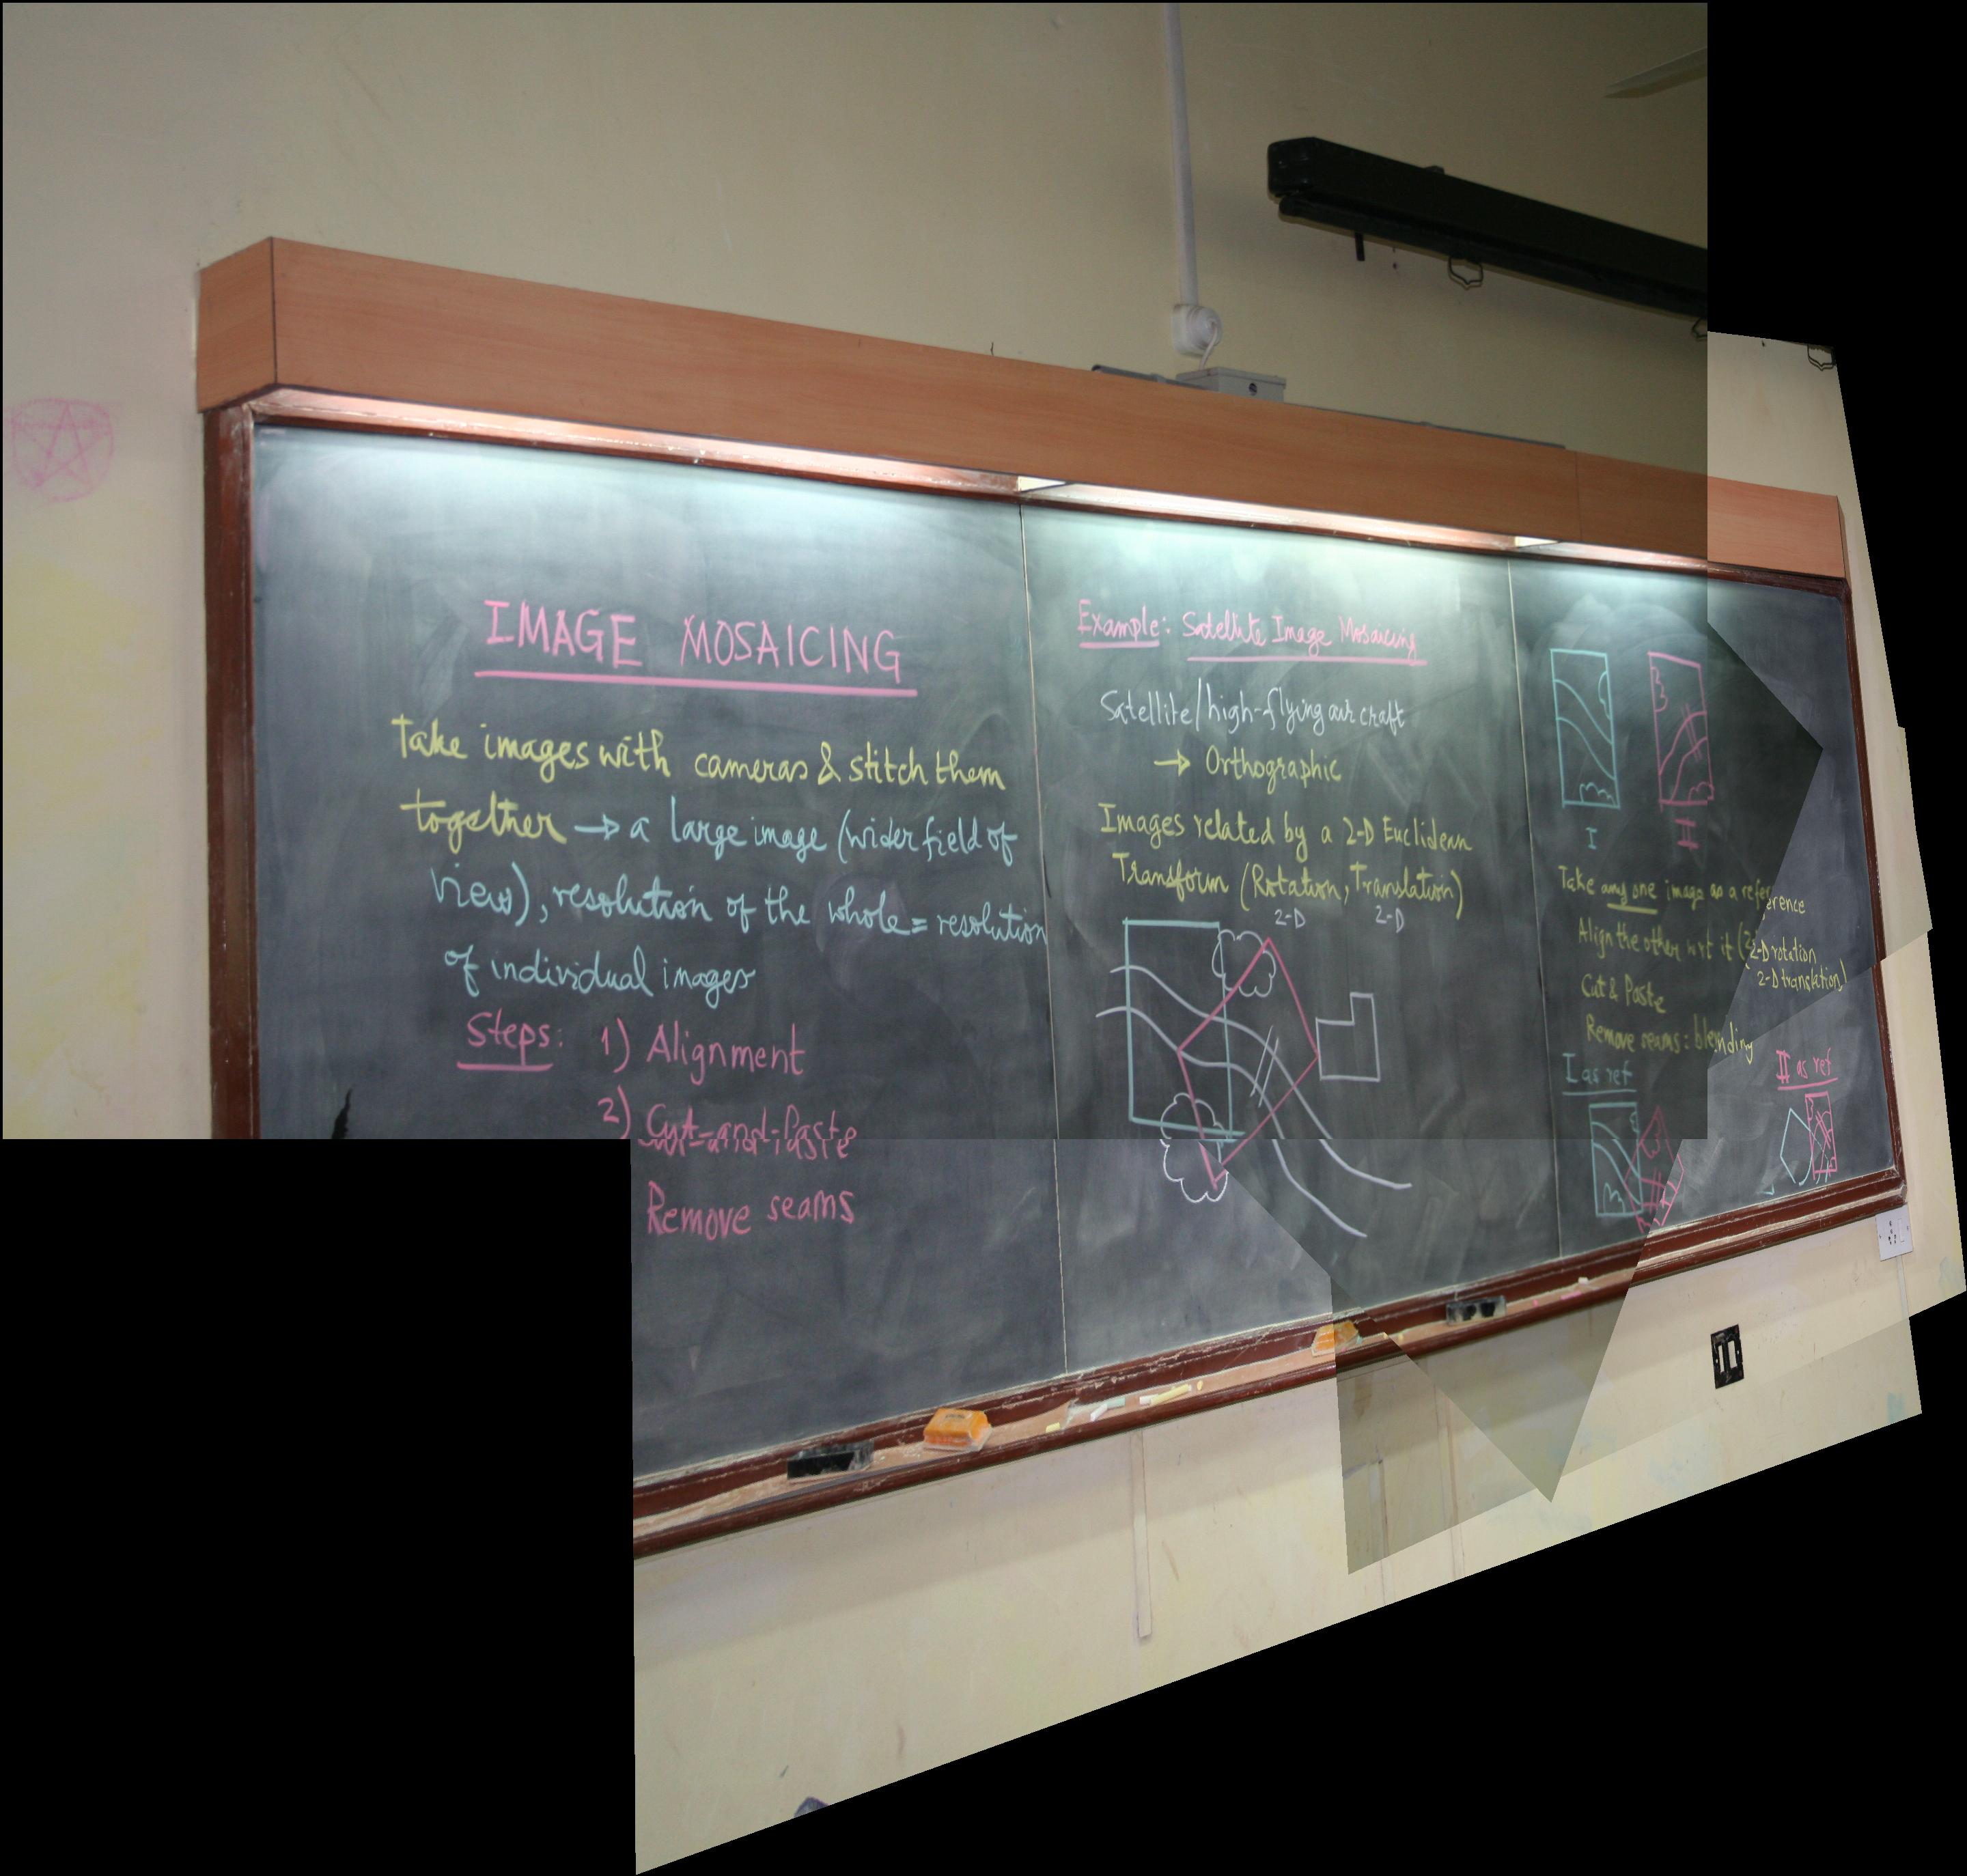 IMAGE MOSAICING
Take images with cameras & stitch them
together → a large image (wider field of
view), resolution of the whole = resolution
of individual images
Steps: 1) Alignment
2) Cut-and-Paste
Remove seams
Example: Satellite Image Mosaicing
Satellite/high-flying air craft
→ Orthographic
Images related by a 2-D Euclidean
Transform (Rotation, Translation)
2-D 2-D
I II
Take any one image as a reference
Align the other wrt it (2-D rotation
2-D translation)
Cut & Paste
Remove seams: blending
I as ref
II as ref